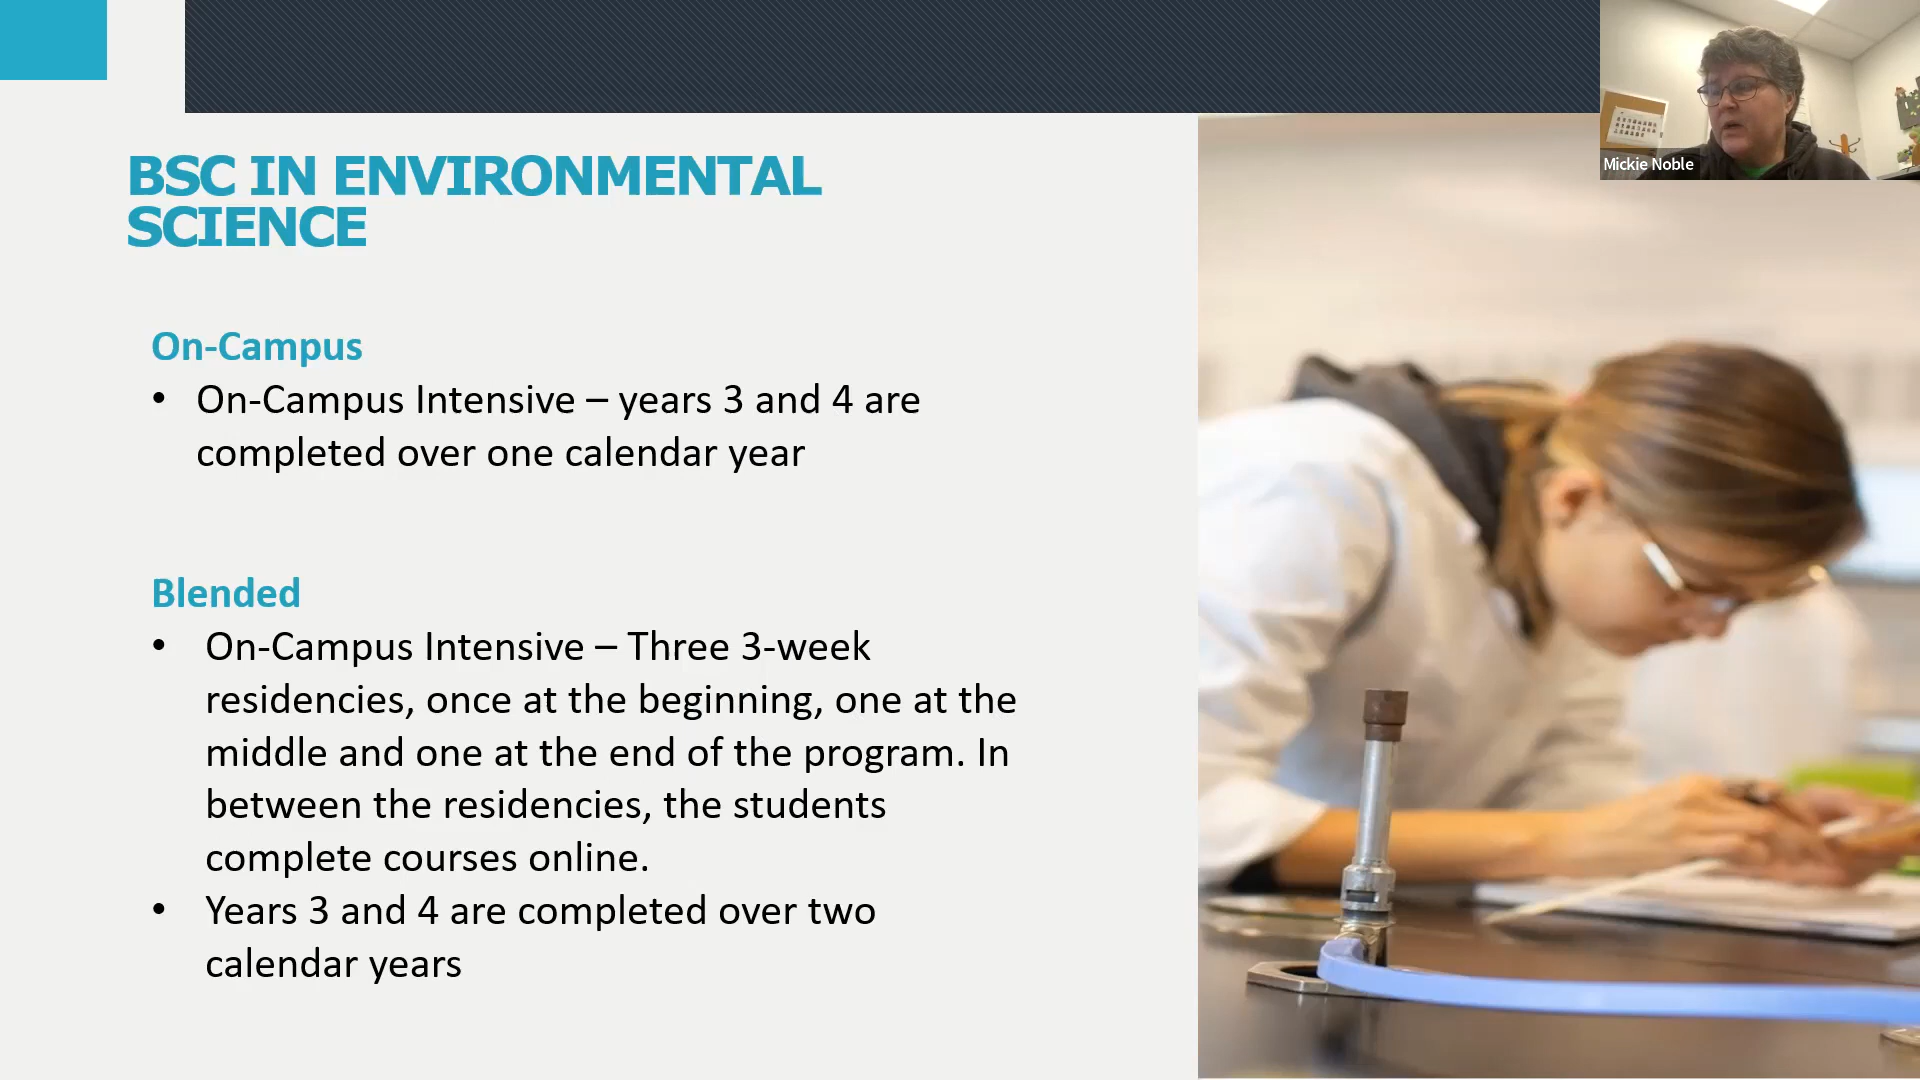 Mickie Noble
BSC IN ENVIRONMENTAL
SCIENCE
On-Campus
• On-Campus Intensive – years 3 and 4 are
completed over one calendar year
Blended
• On-Campus Intensive – Three 3-week
residencies, once at the beginning, one at the
middle and one at the end of the program. In
between the residencies, the students
complete courses online.
• Years 3 and 4 are completed over two
calendar years